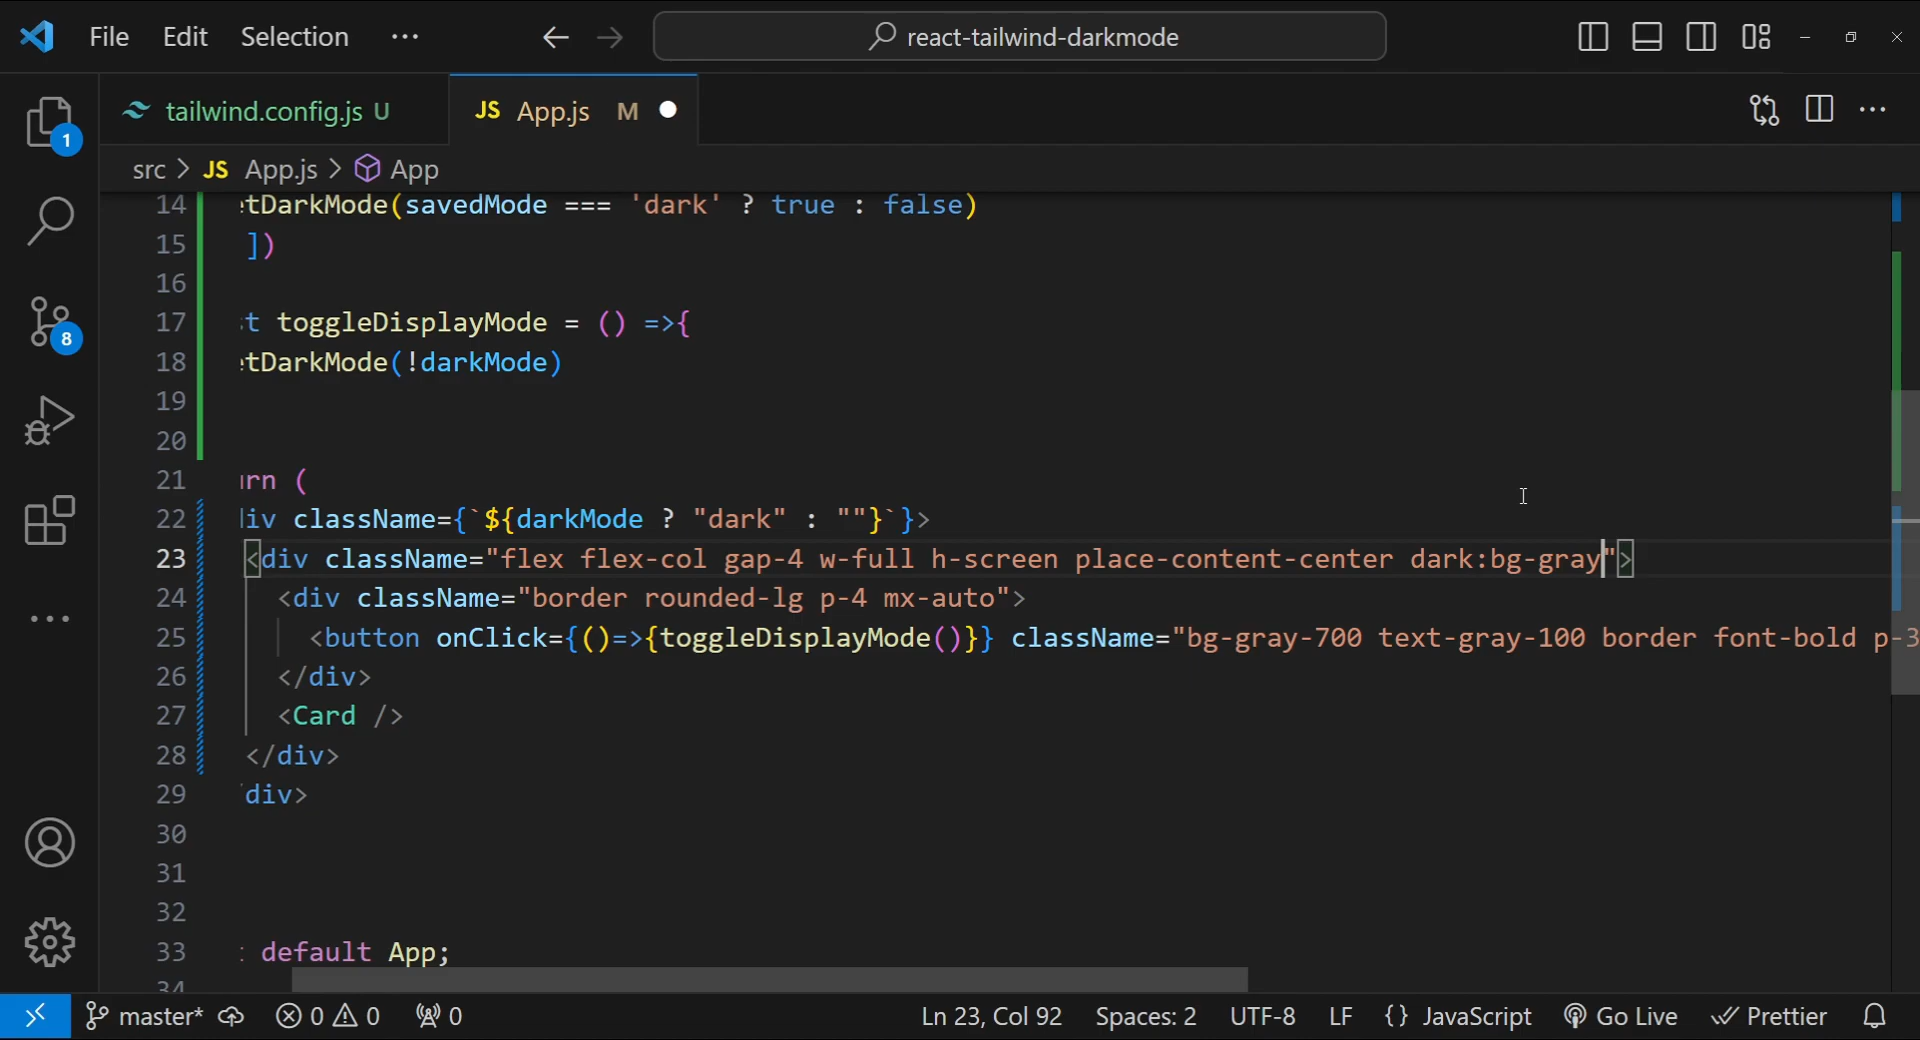 File Edit Selection ··· react-tailwind-darkmode
1
8
tailwind.config.js U JS App.js M
src > JS App.js > App
14 tDarkMode(savedMode === 'dark' ? true : false)
15 ])
16
17 t toggleDisplayMode = () =>{
18 tDarkMode(!darkMode)
19
20
21 rn (
22 iv className={`${darkMode ? "dark" : ""}`}>
23 <div className="flex flex-col gap-4 w-full h-screen place-content-center dark:bg-gray">
24 <div className="border rounded-lg p-4 mx-auto">
25 <button onClick={()=>{toggleDisplayMode()}} className="bg-gray-700 text-gray-100 border font-bold p-3
26 </div>
27 <Card />
28 </div>
29 div>
30
31
32
33 default App;
34
master* 0 0 0 Ln 23, Col 92 Spaces: 2 UTF-8 LF {} JavaScript Go Live Prettier